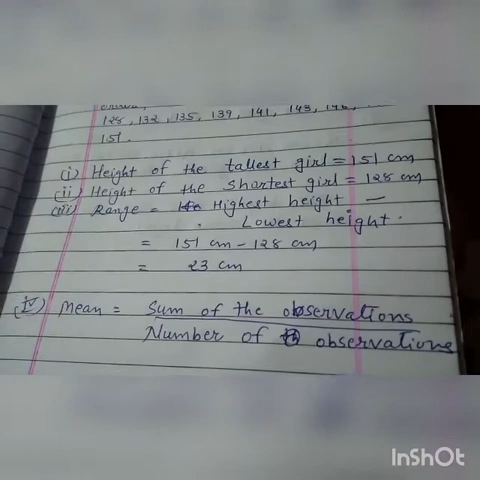 128, 132, 135, 139, 141, 143, 146,
151.
(i) Height of the tallest girl = 151 cm
(ii) Height of the shortest girl = 128 cm
(iii) Range = Highest height –
Lowest height.
= 151 cm - 128 cm
= 23 cm
(iv) Mean = Sum of the observations
Number of observations
InShOt